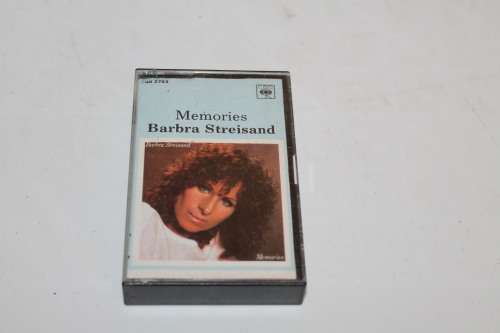 Memories
Barbra Streisand
Barbra Streisand
Memories